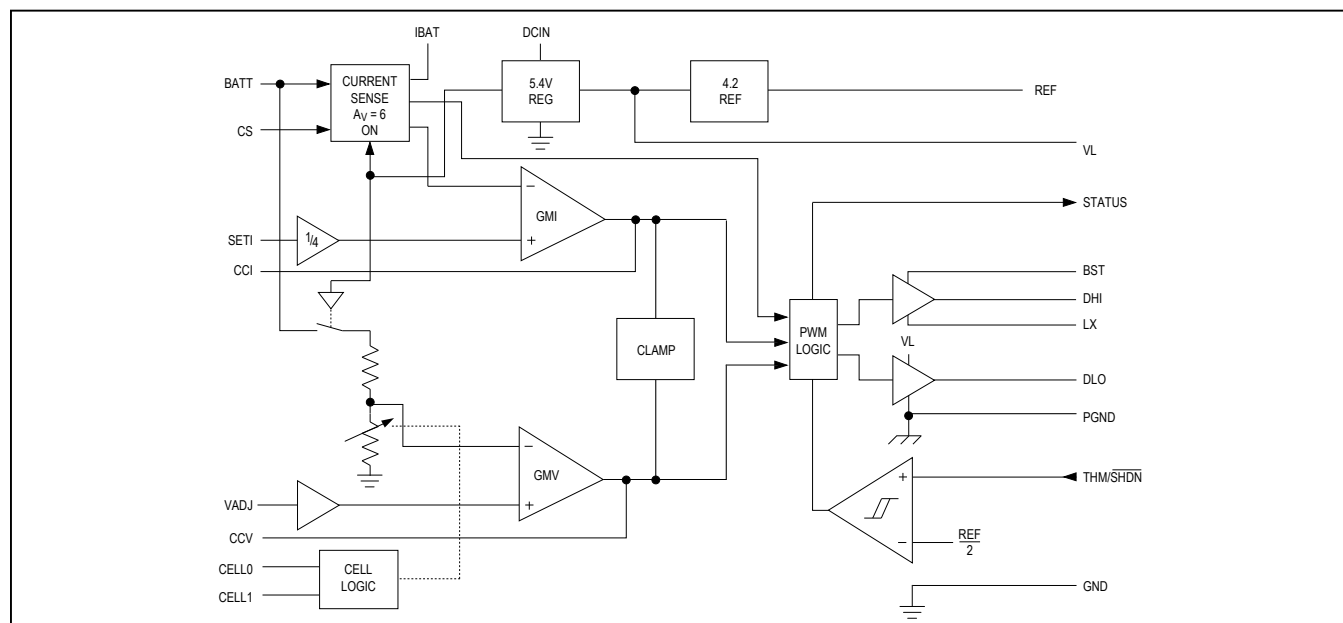 IBAT
DCIN
BATT
CURRENT
SENSE
AV = 6
ON
5.4V
REG
4.2
REF
REF
CS
VL
−
GMI
+
STATUS
SETI
1/4
CCI
BST
DHI
LX
PWM
LOGIC
CLAMP
VL
DLO
PGND
−
GMV
+
THM/SHDN
+
−
REF
2
VADJ
CCV
CELL0
CELL1
CELL
LOGIC
GND